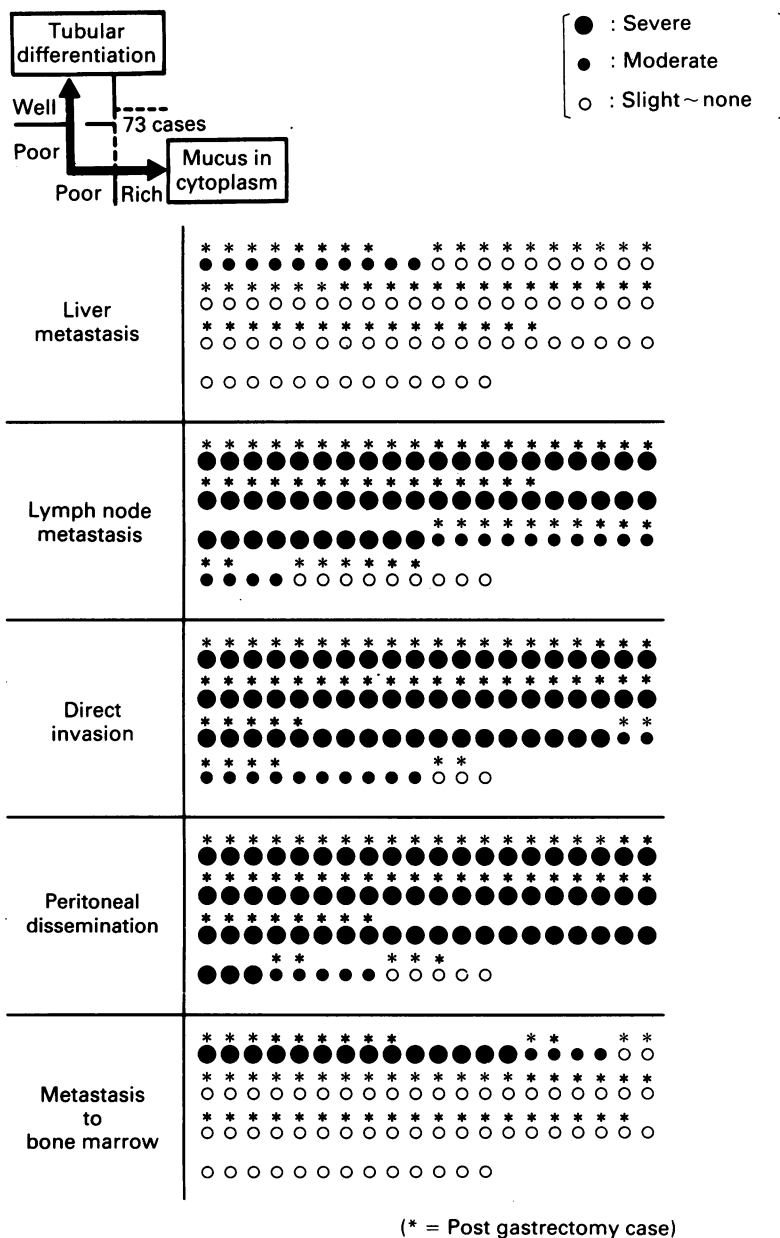 Tubular
differentiation
Well
Poor
73 cases
Poor
Rich
Mucus in
cytoplasm
● : Severe
● : Moderate
○ : Slight ~ none
Liver
metastasis
Lymph node
metastasis
Direct
invasion
Peritoneal
dissemination
Metastasis
to
bone marrow
(* = Post gastrectomy case)